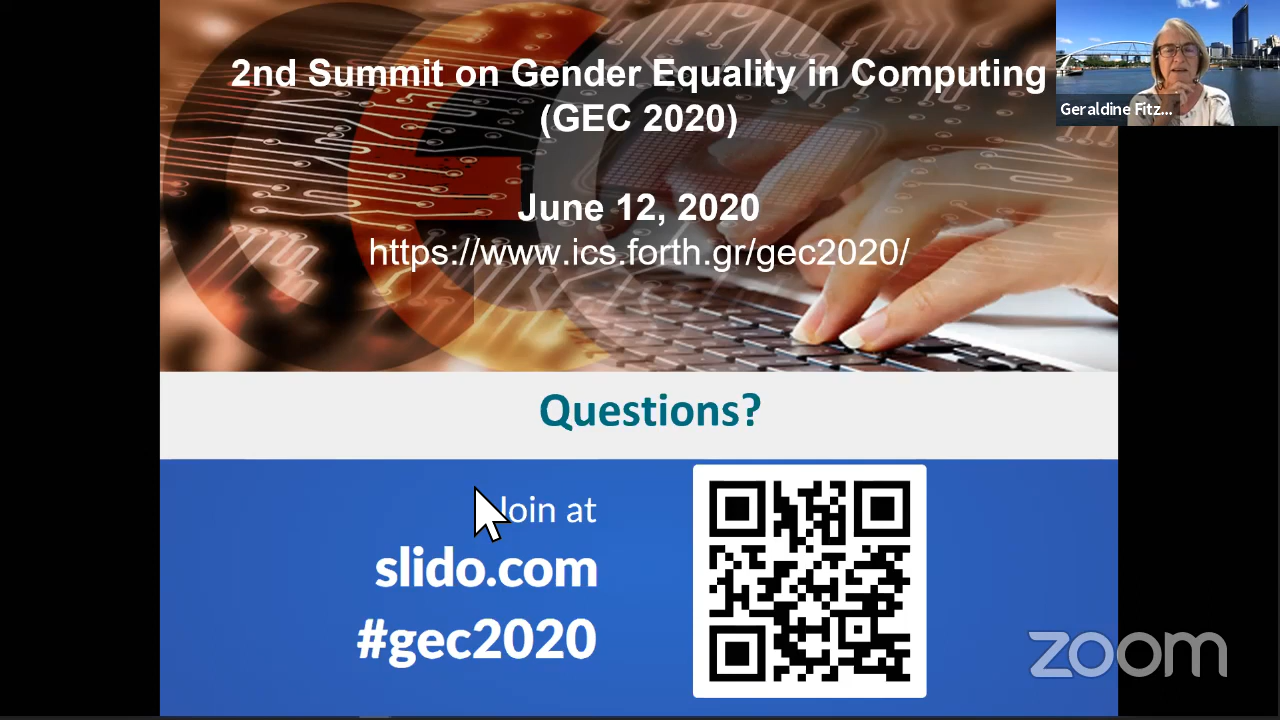 2nd Summit on Gender Equality in Computing
(GEC 2020)
June 12, 2020
https://www.ics.forth.gr/gec2020/
Geraldine Fitz...
Questions?
Join at
slido.com
#gec2020
zoom